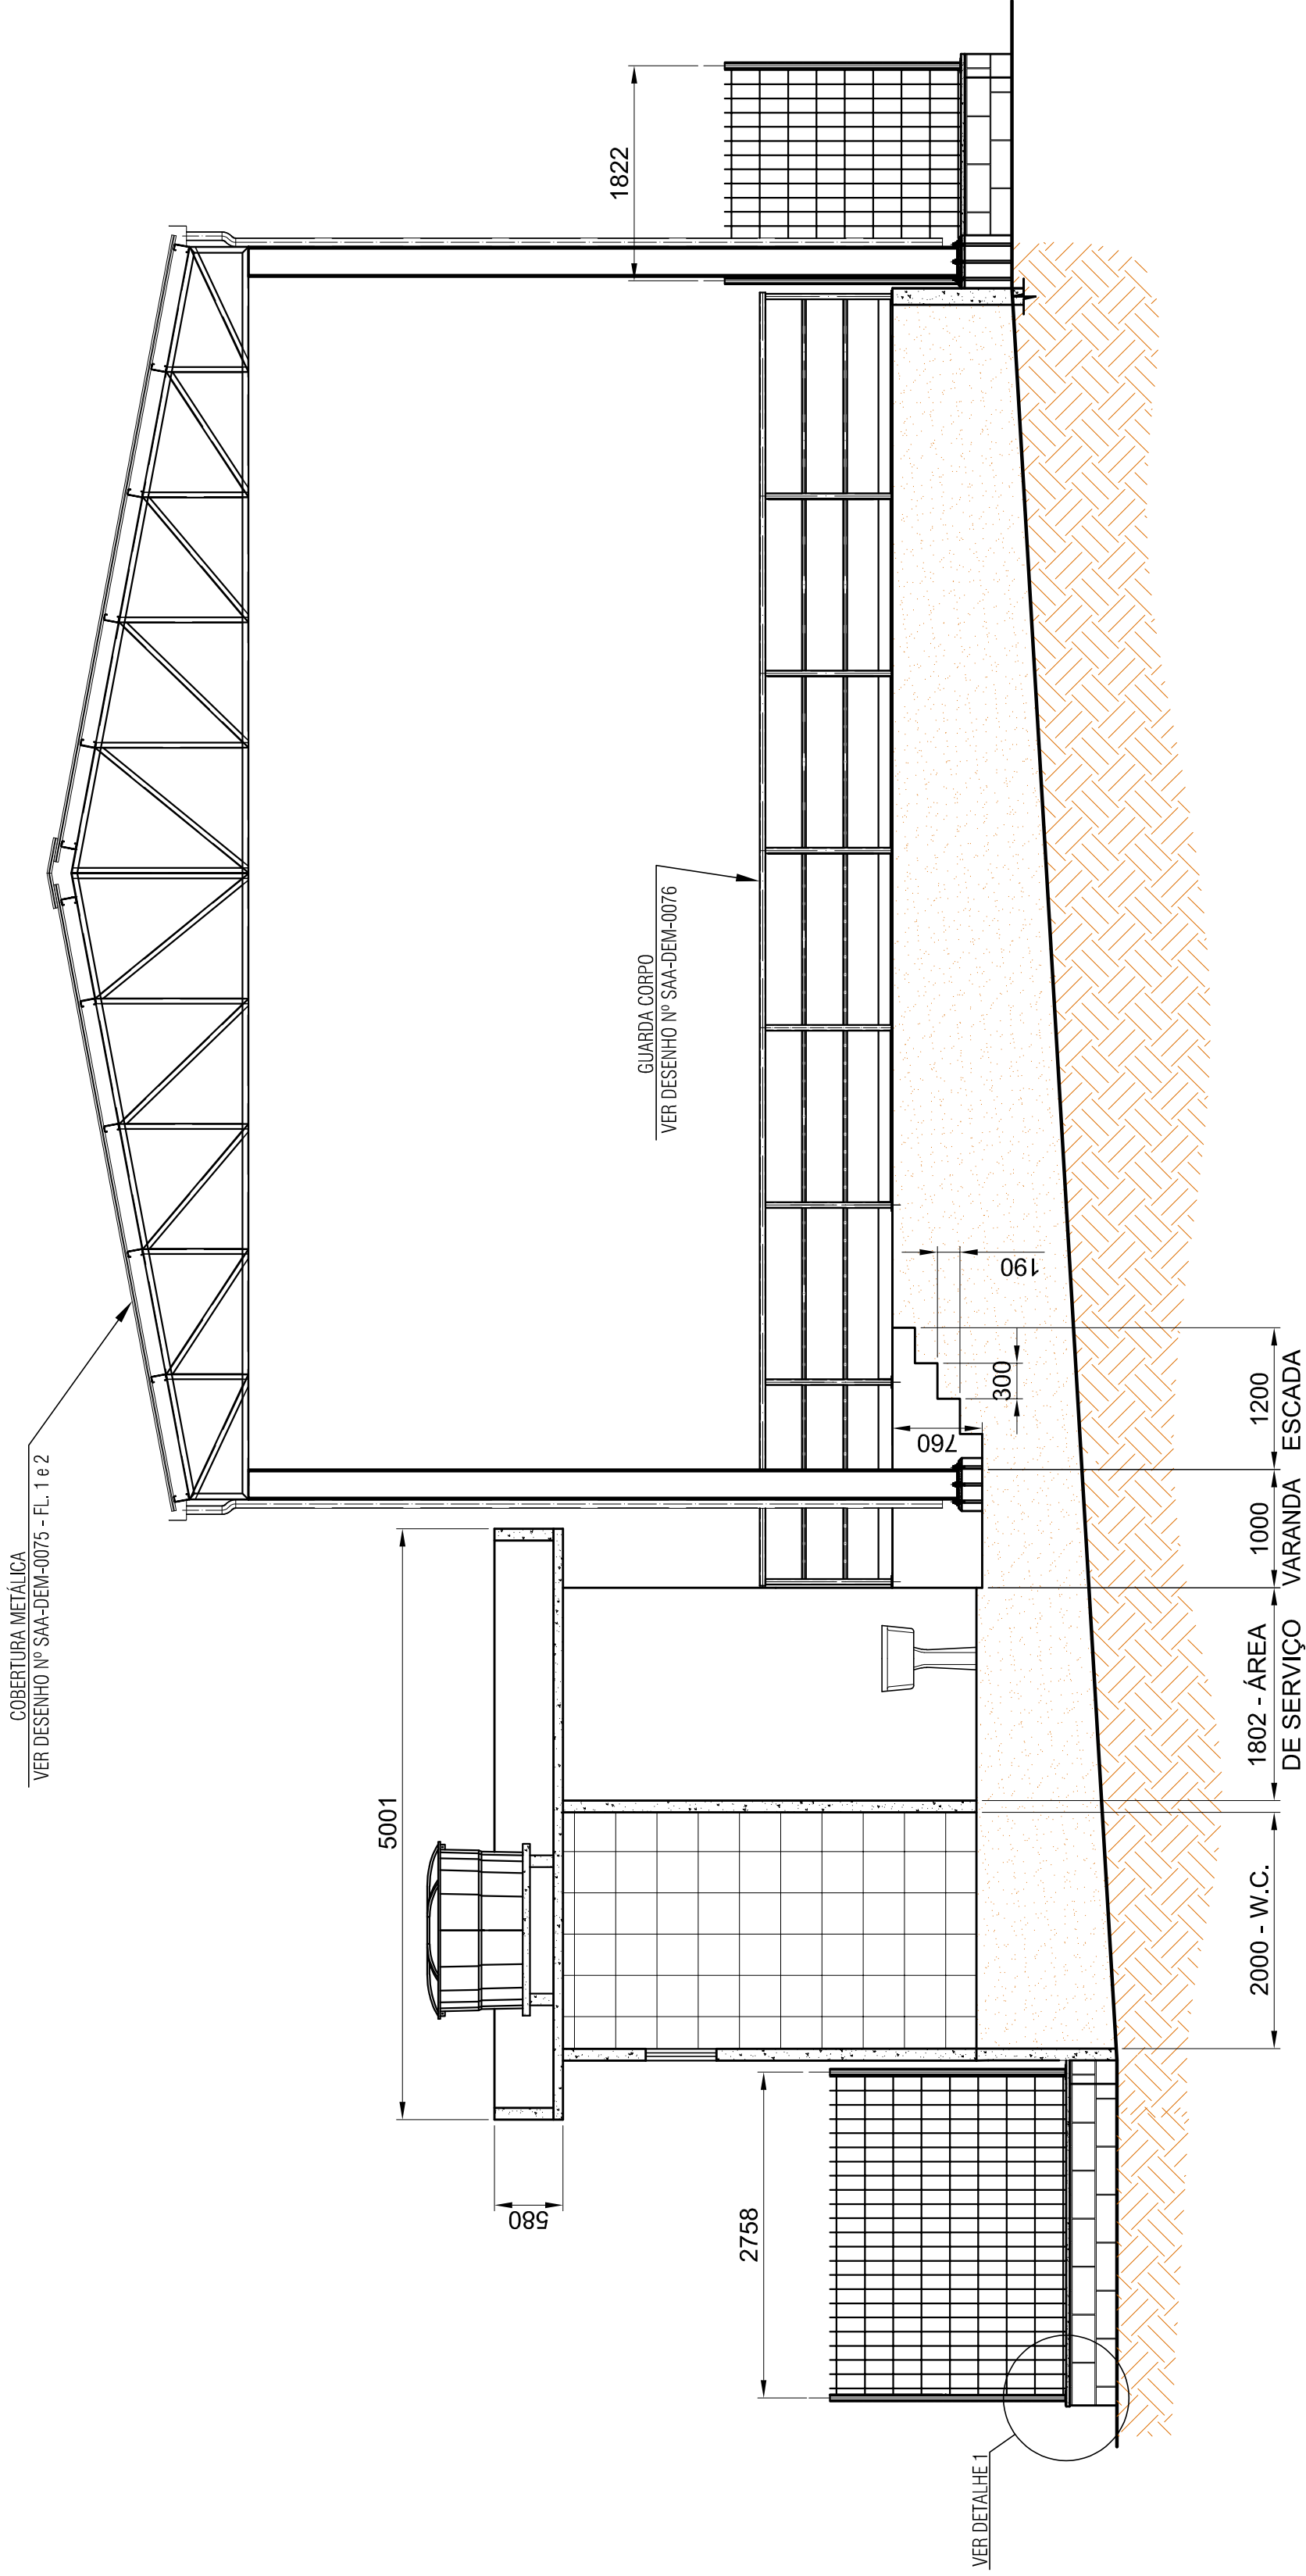 COBERTURA METÁLICA
VER DESENHO Nº SAA-DEM-0075 - FL. 1 e 2
5001
580
GUARDA CORPO
VER DESENHO Nº SAA-DEM-0076
1822
2758
VER DETALHE 1
760
300
190
2000 - W.C.
1802 - ÁREA
DE SERVIÇO
1000
VARANDA
1200
ESCADA